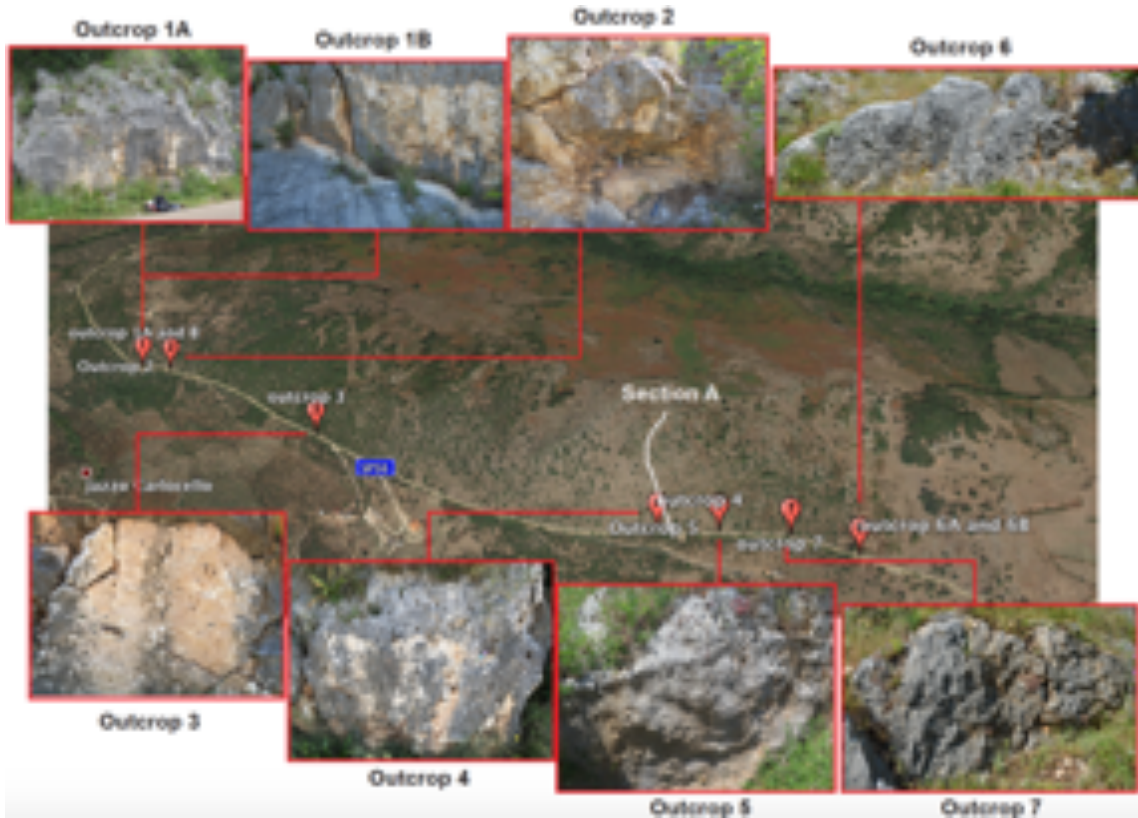 Outcrop 1A
Outcrop 1B
Outcrop 2
Outcrop 6
outcrop 1A and B
Outcrop 2
outcrop 3
Section A
outcrop 4
Outcrop 5
outcrop 7
outcrop 6A and 6B
Outcrop 3
Outcrop 4
Outcrop 5
Outcrop 7